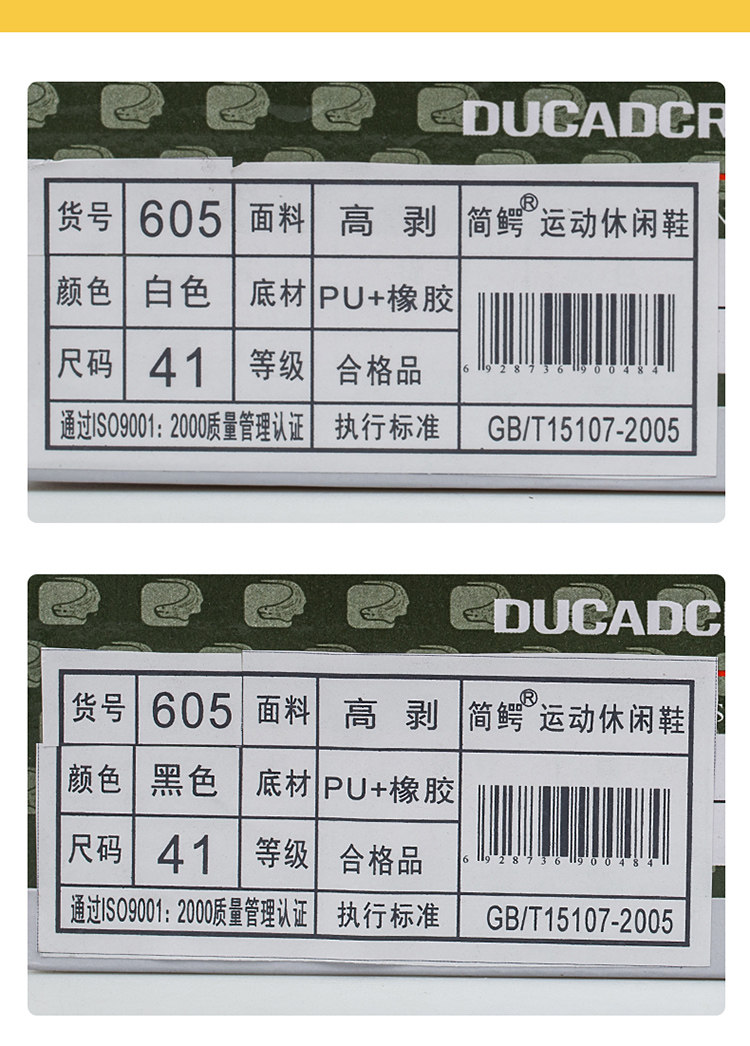 DUCADCR
货号 605 面料 高 剥 简鳄® 运动休闲鞋
颜色 白色 底材 PU+橡胶
尺码 41 等级 合格品
6 928736 900484
通过ISO9001：2000质量管理认证 执行标准 GB/T15107-2005
DUCADC
货号 605 面料 高 剥 简鳄® 运动休闲鞋
颜色 黑色 底材 PU+橡胶
尺码 41 等级 合格品
6 928736 900484
通过ISO9001：2000质量管理认证 执行标准 GB/T15107-2005